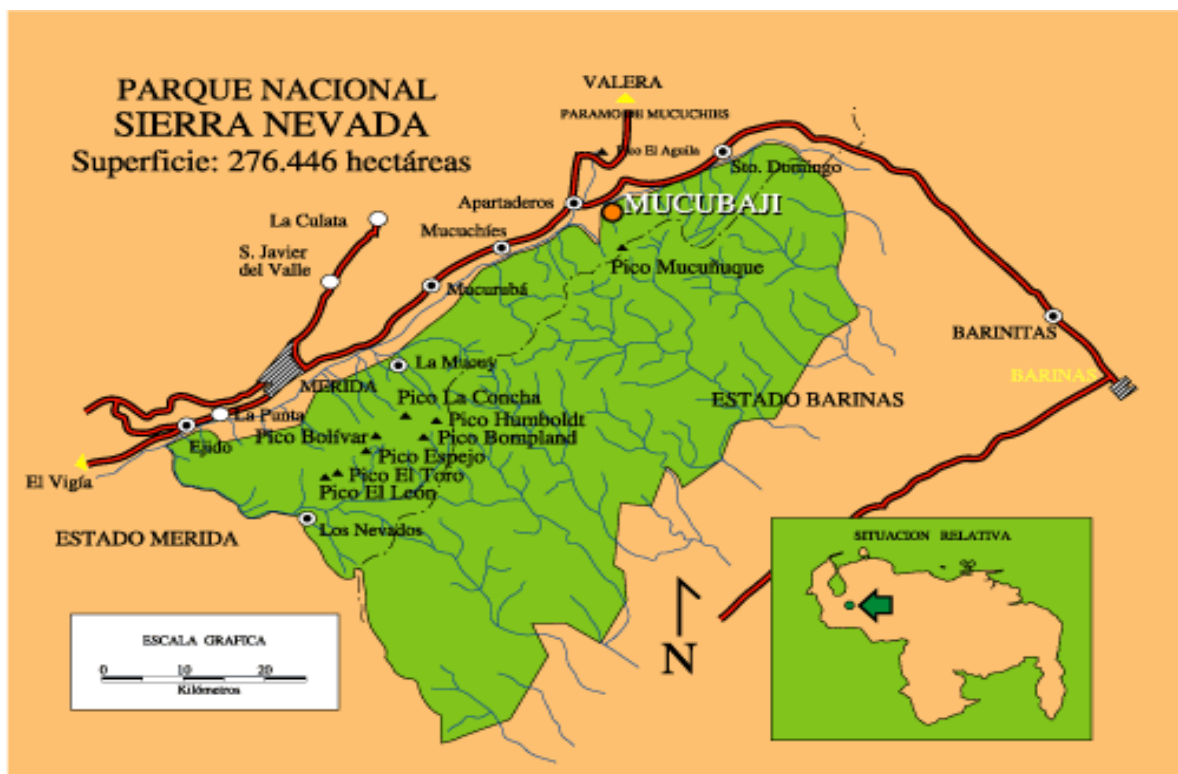 PARQUE NACIONAL
SIERRA NEVADA
Superficie: 276.446 hectáreas
VALERA
PARAMO DE MUCUCHIES
Pico El Aguila
Sto. Domingo
Apartaderos
MUCUBAJI
La Culata
Mucuchíes
S. Javier
del Valle
Pico Mucuñuque
Mucurubá
BARINITAS
La Mucuy
MERIDA
BARINAS
Pico La Concha
ESTADO BARINAS
La Punta
Pico Humboldt
Ejido
Pico Bolívar
Pico Bompland
Pico Espejo
El Vigía
Pico El Toro
Pico El León
Los Nevados
ESTADO MERIDA
SITUACION RELATIVA
N
ESCALA GRAFICA
0 10 20
Kilómetros